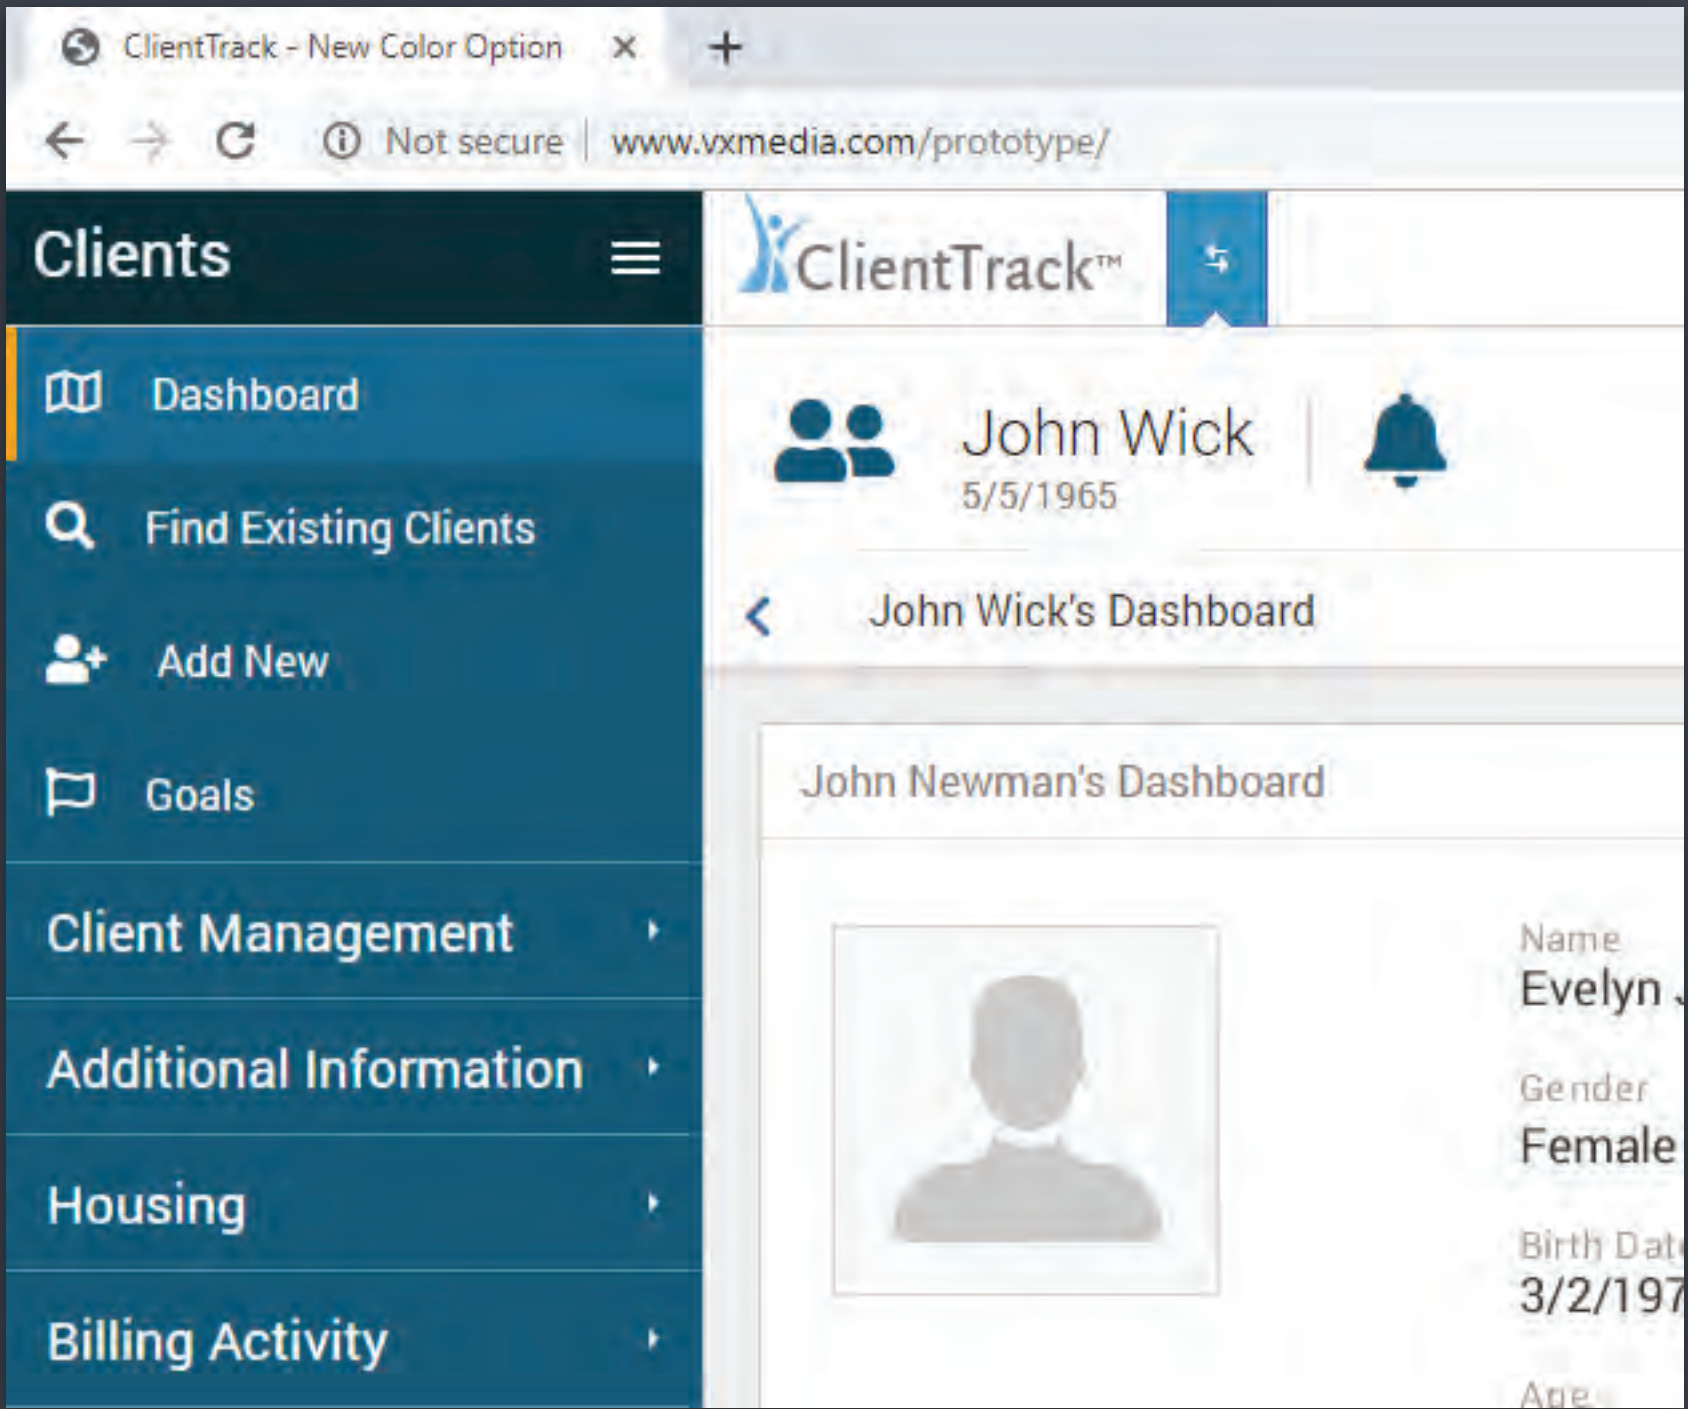 ClientTrack - New Color Option
Not secure
www.vxmedia.com/prototype/
Clients
ClientTrack™
Dashboard
Find Existing Clients
Add New
Goals
Client Management
Additional Information
Housing
Billing Activity
John Wick
5/5/1965
John Wick's Dashboard
John Newman's Dashboard
Name
Evelyn
Gender
Female
Birth
Age